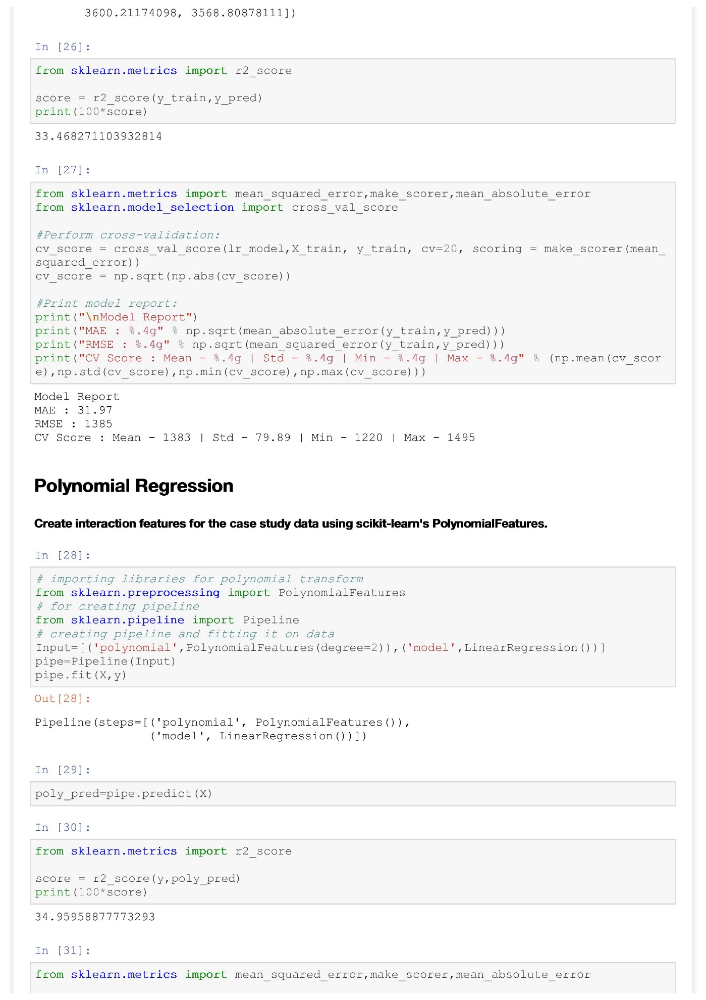 3600.21174098, 3568.80878111])
In [26]:
from sklearn.metrics import r2_score
score = r2_score(y_train,y_pred)
print(100*score)
33.468271103932814
In [27]:
from sklearn.metrics import mean_squared_error,make_scorer,mean_absolute_error
from sklearn.model_selection import cross_val_score
#Perform cross-validation:
cv_score = cross_val_score(lr_model,X_train, y_train, cv=20, scoring = make_scorer(mean_
squared_error))
cv_score = np.sqrt(np.abs(cv_score))
#Print model report:
print("\nModel Report")
print("MAE : %.4g" % np.sqrt(mean_absolute_error(y_train,y_pred)))
print("RMSE : %.4g" % np.sqrt(mean_squared_error(y_train,y_pred)))
print("CV Score : Mean - %.4g | Std - %.4g | Min - %.4g | Max - %.4g" % (np.mean(cv_scor
e),np.std(cv_score),np.min(cv_score),np.max(cv_score)))
Model Report
MAE : 31.97
RMSE : 1385
CV Score : Mean - 1383 | Std - 79.89 | Min - 1220 | Max - 1495
Polynomial Regression
Create interaction features for the case study data using scikit-learn's PolynomialFeatures.
In [28]:
# importing libraries for polynomial transform
from sklearn.preprocessing import PolynomialFeatures
# for creating pipeline
from sklearn.pipeline import Pipeline
# creating pipeline and fitting it on data
Input=[('polynomial',PolynomialFeatures(degree=2)),('model',LinearRegression())]
pipe=Pipeline(Input)
pipe.fit(X,y)
Out[28]:
Pipeline(steps=[('polynomial', PolynomialFeatures()),
('model', LinearRegression())])
In [29]:
poly_pred=pipe.predict(X)
In [30]:
from sklearn.metrics import r2_score
score = r2_score(y,poly_pred)
print(100*score)
34.95958877773293
In [31]:
from sklearn.metrics import mean_squared_error,make_scorer,mean_absolute_error